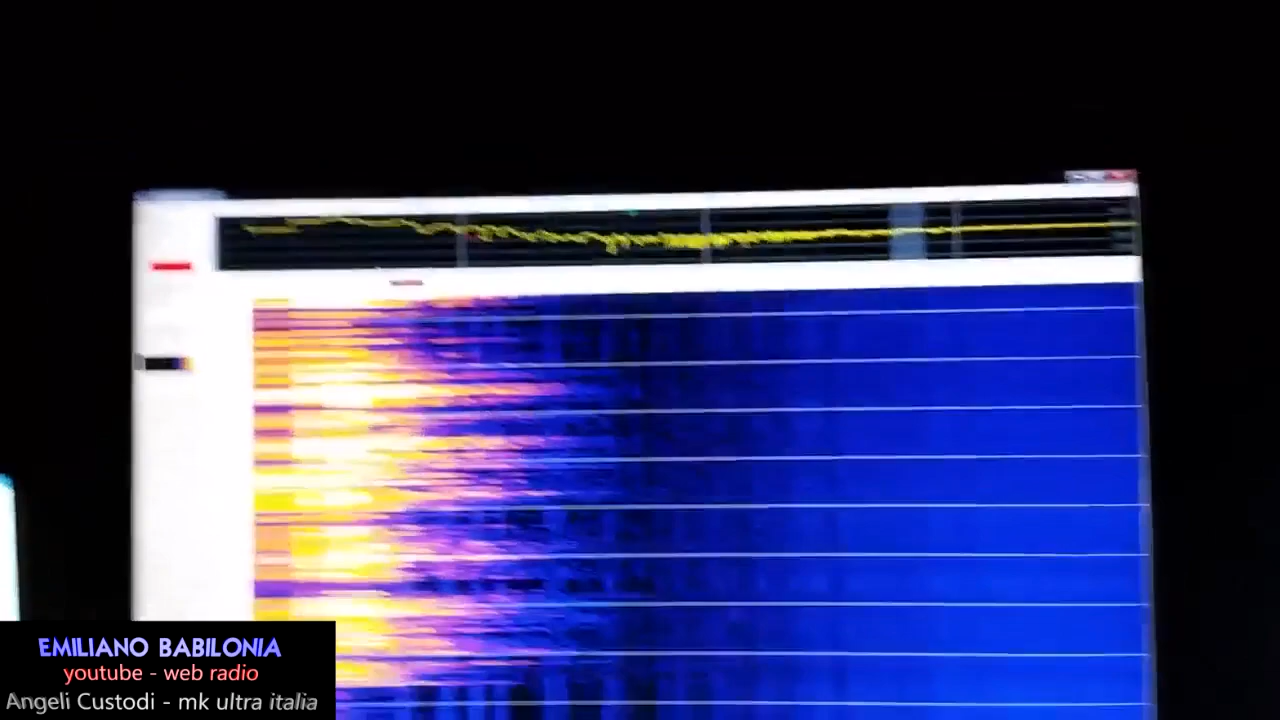 EMILIANO BABILONIA
youtube - web radio
Angeli Custodi - mk ultra italia